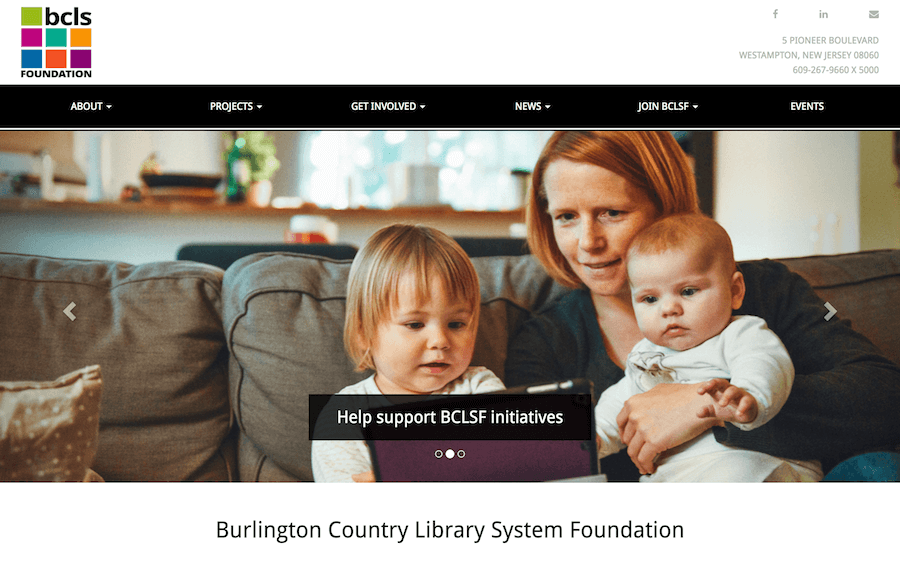 bcls
FOUNDATION
5 PIONEER BOULEVARD
WESTAMPTON, NEW JERSEY 08060
609-267-9660 X 5000
ABOUT
PROJECTS
GET INVOLVED
NEWS
JOIN BCLSF
EVENTS
Help support BCLSF initiatives
Burlington Country Library System Foundation